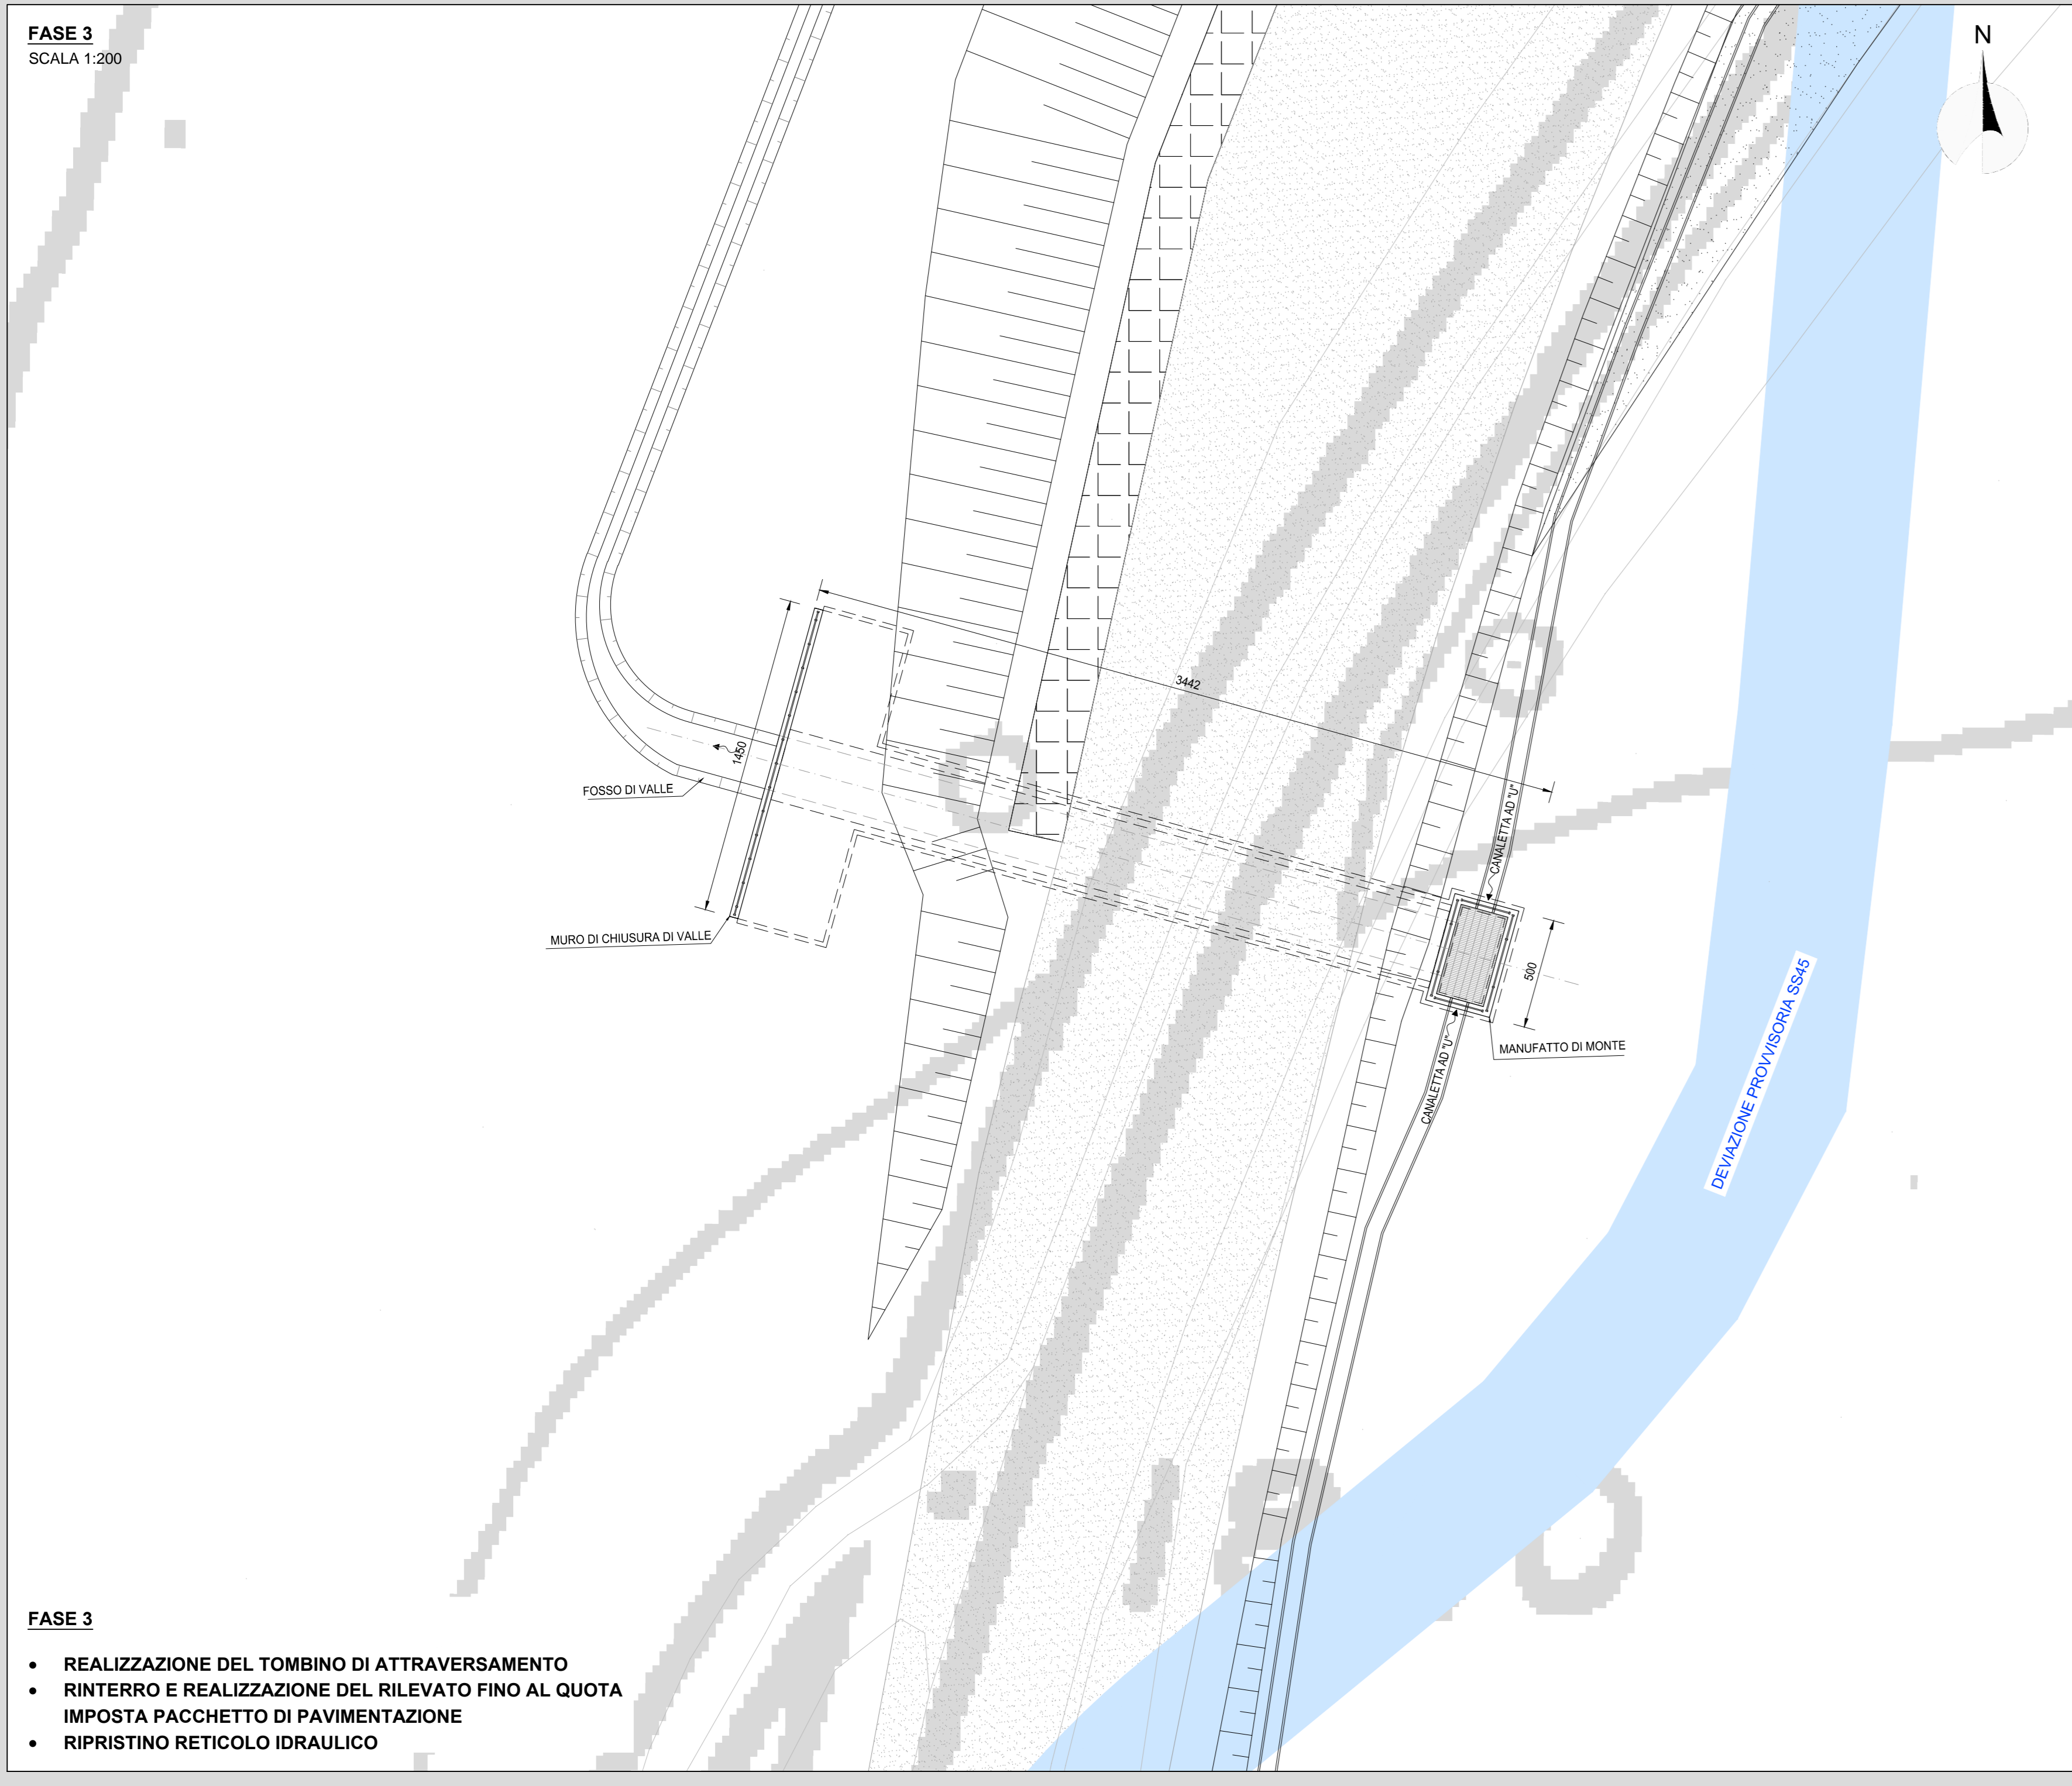 FASE 3
SCALA 1:200
N
3442
1450
FOSSO DI VALLE
CANALETTA AD "U"
MURO DI CHIUSURA DI VALLE
500
MANUFATTO DI MONTE
CANALETTA AD "U"
DEVIAZIONE PROVVISORIA SS45
FASE 3
• REALIZZAZIONE DEL TOMBINO DI ATTRAVERSAMENTO
• RINTERRO E REALIZZAZIONE DEL RILEVATO FINO AL QUOTA
IMPOSTA PACCHETTO DI PAVIMENTAZIONE
• RIPRISTINO RETICOLO IDRAULICO